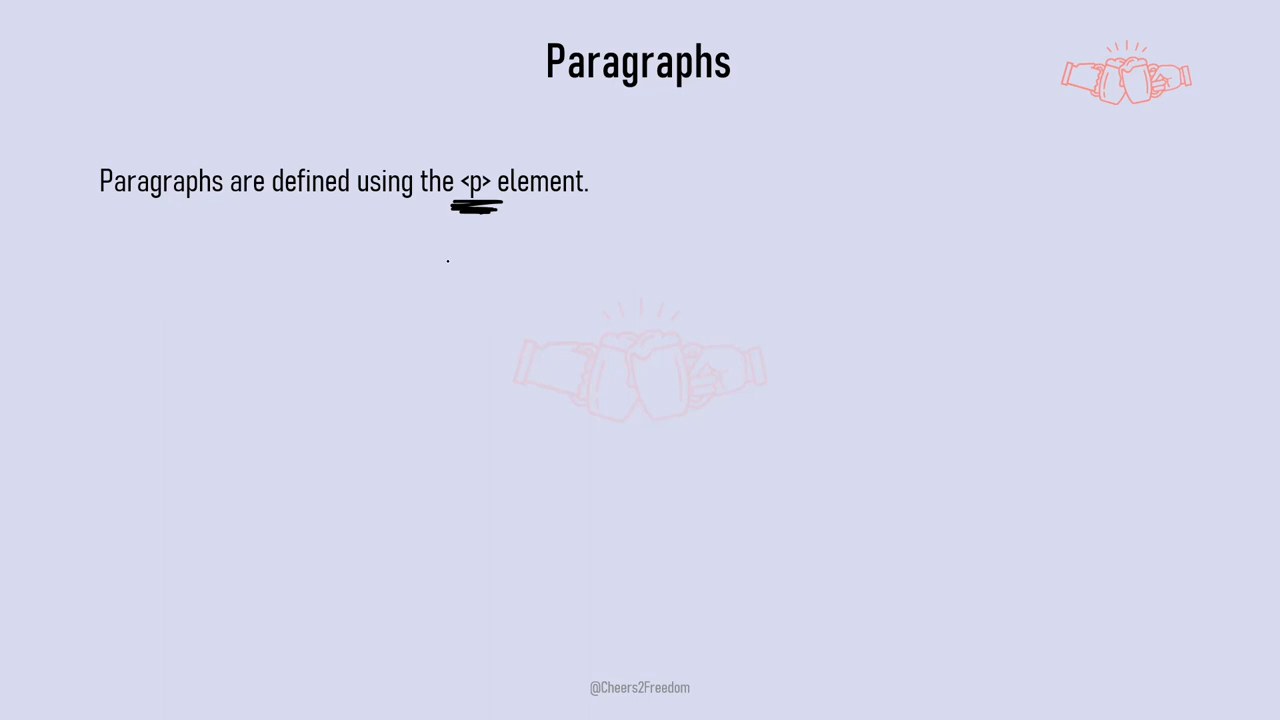 Paragraphs
Paragraphs are defined using the <p> element.
@Cheers2Freedom